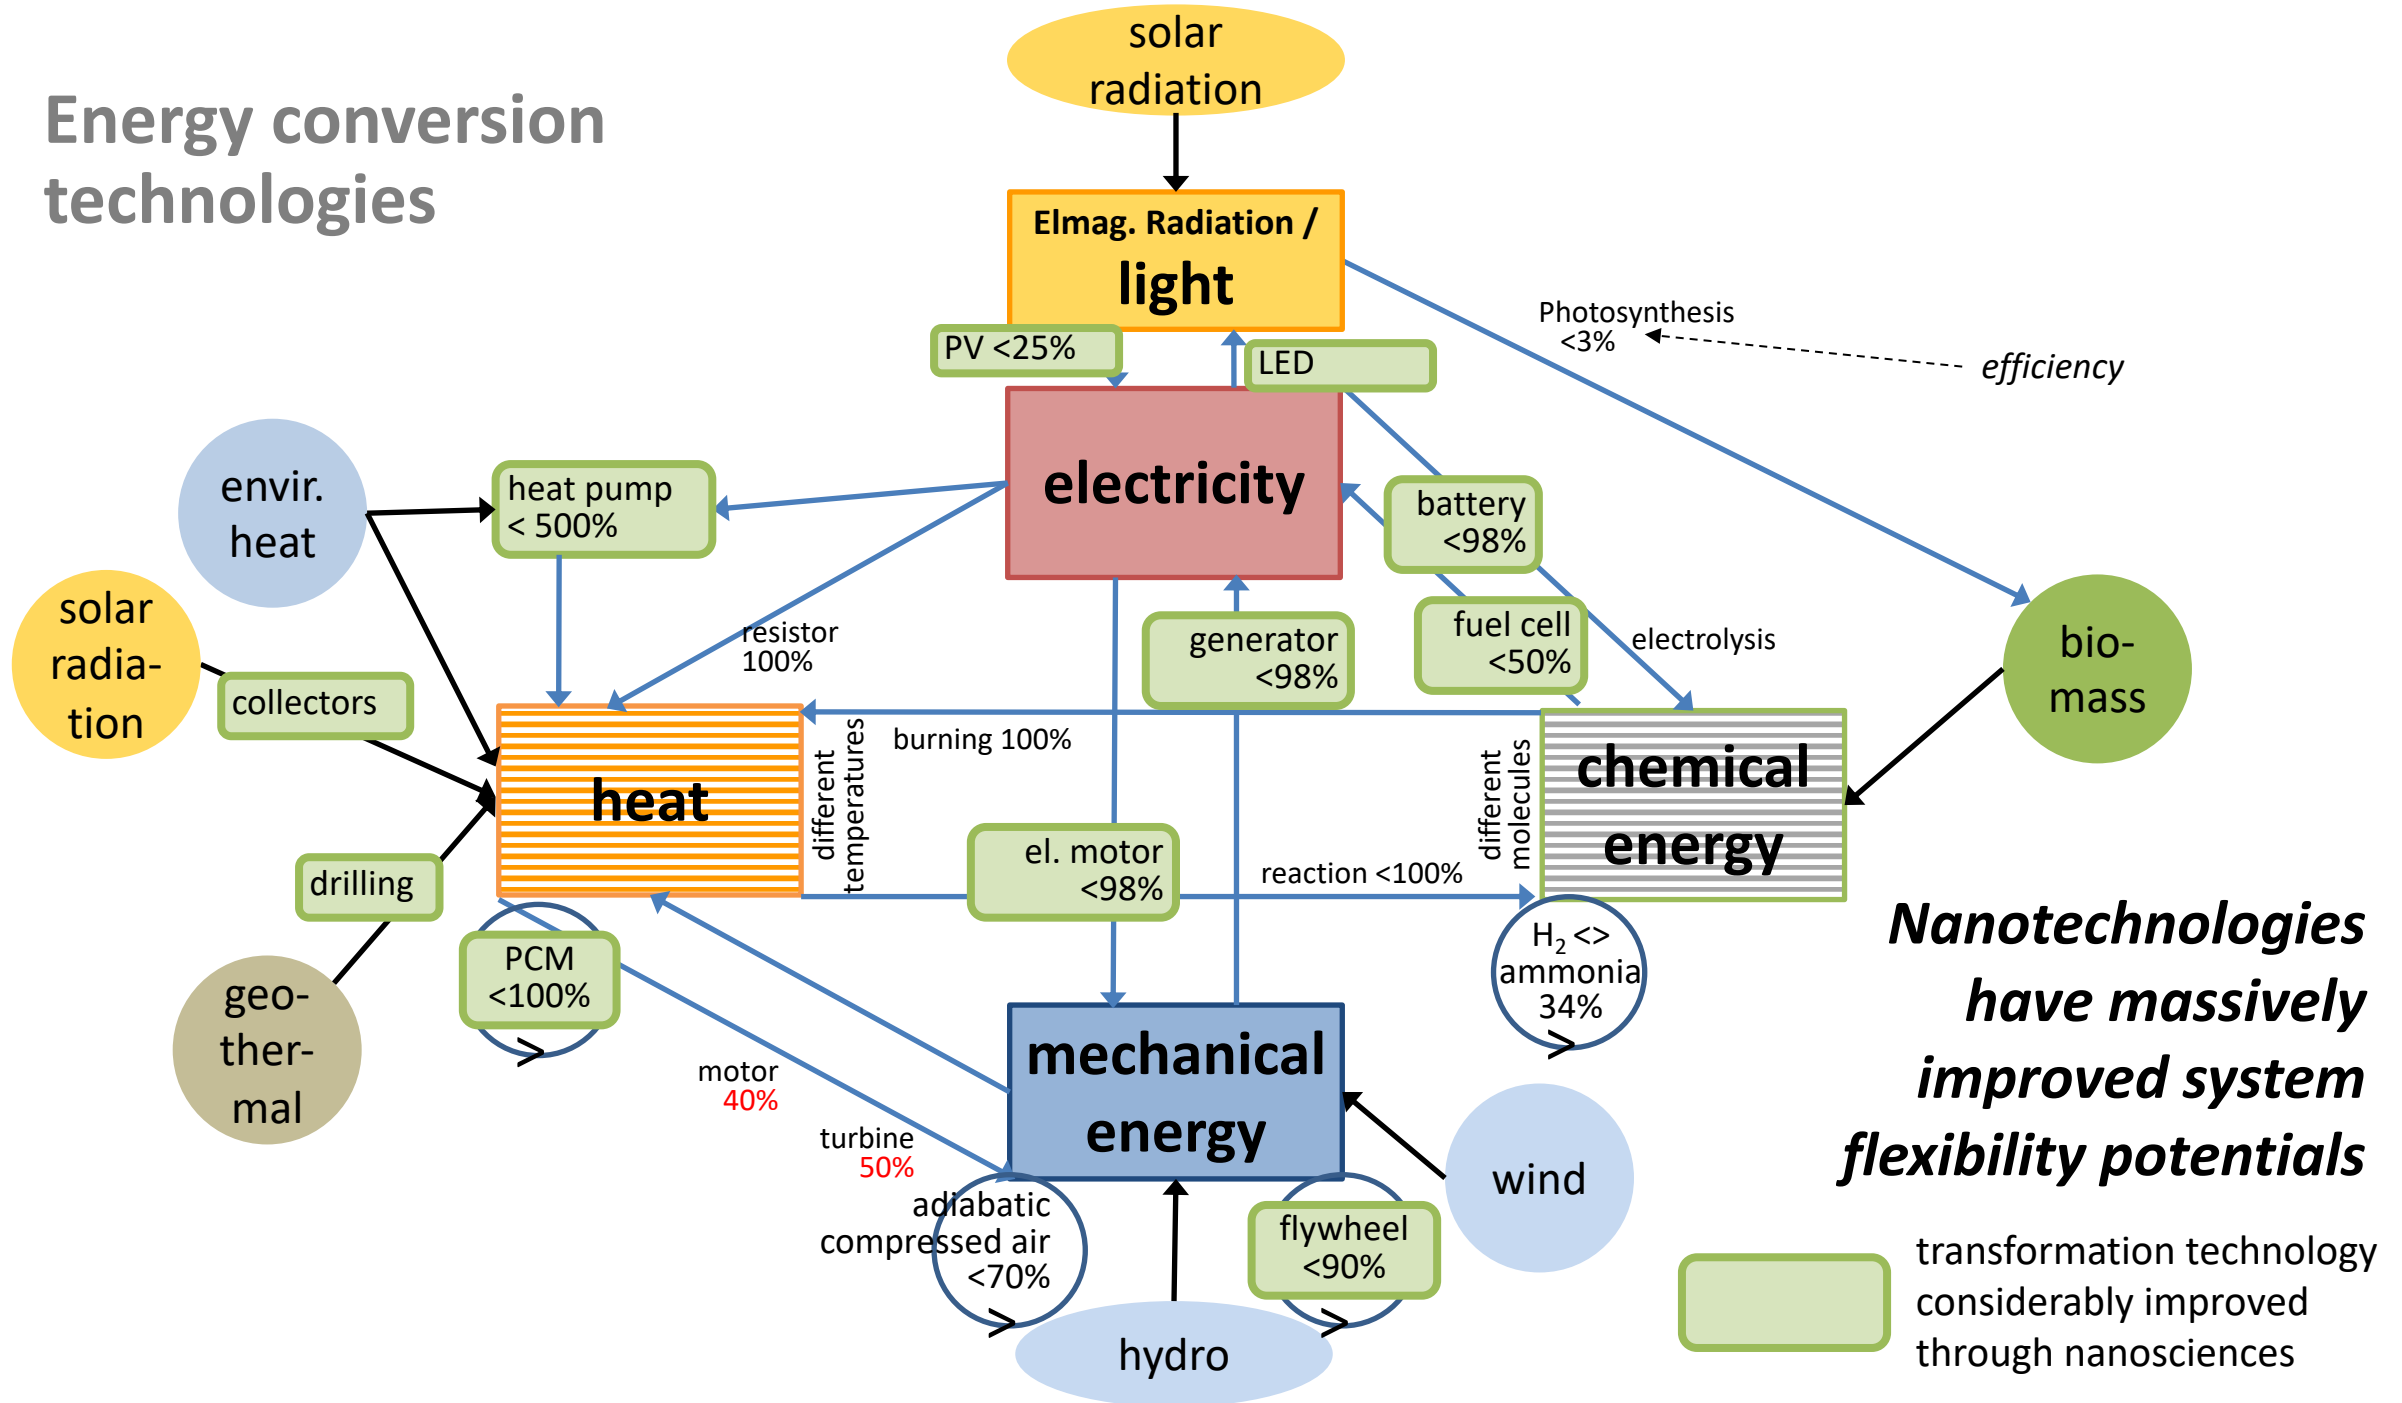 solar
radiation
Energy conversion
technologies
Elmag. Radiation /
light
PV <25%
LED
Photosynthesis
<3%
efficiency
envir.
heat
heat pump
< 500%
electricity
battery
<98%
solar
radia-
tion
collectors
resistor
100%
generator
<98%
fuel cell
<50%
electrolysis
bio-
mass
burning 100%
heat
different
temperatures
different
molecules
chemical
energy
drilling
el. motor
<98%
reaction <100%
geo-
ther-
mal
PCM
<100%
>
H₂ <>
ammonia
34%
>
Nanotechnologies
have massively
improved system
flexibility potentials
motor
40%
turbine
50%
mechanical
energy
wind
adiabatic
compressed air
<70%
>
flywheel
<90%
>
hydro
transformation technology
considerably improved
through nanosciences